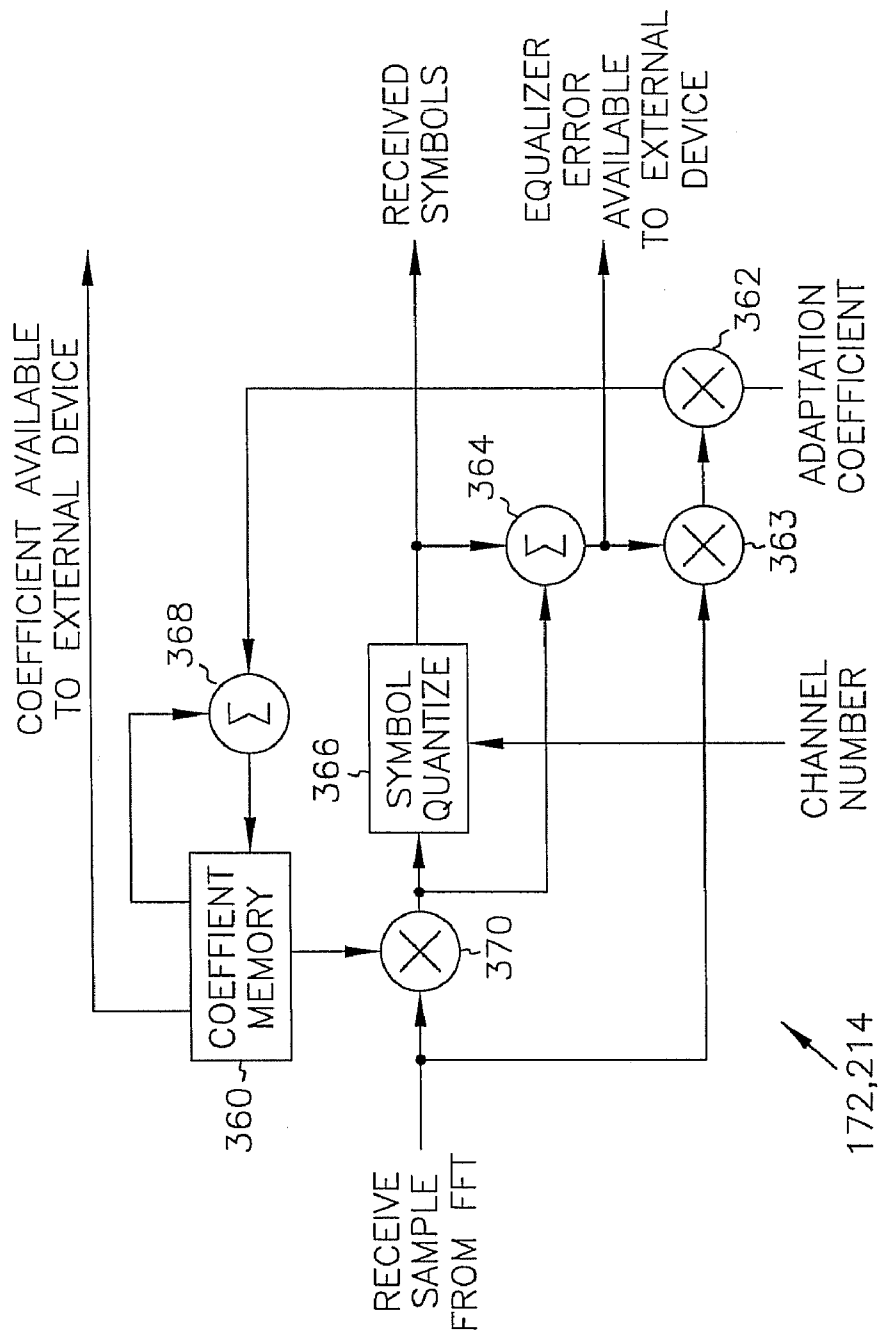 COEFFICIENT AVAILABLE
TO EXTERNAL DEVICE
368
COEFFIENT
MEMORY
360
RECEIVE
SAMPLE
FROM FFT
370
366
SYMBOL
QUANTIZE
RECEIVED
SYMBOLS
364
Σ
Σ
EQUALIZER
ERROR
AVAILABLE
TO EXTERNAL
DEVICE
362
363
CHANNEL
NUMBER
ADAPTATION
COEFFICIENT
172,214